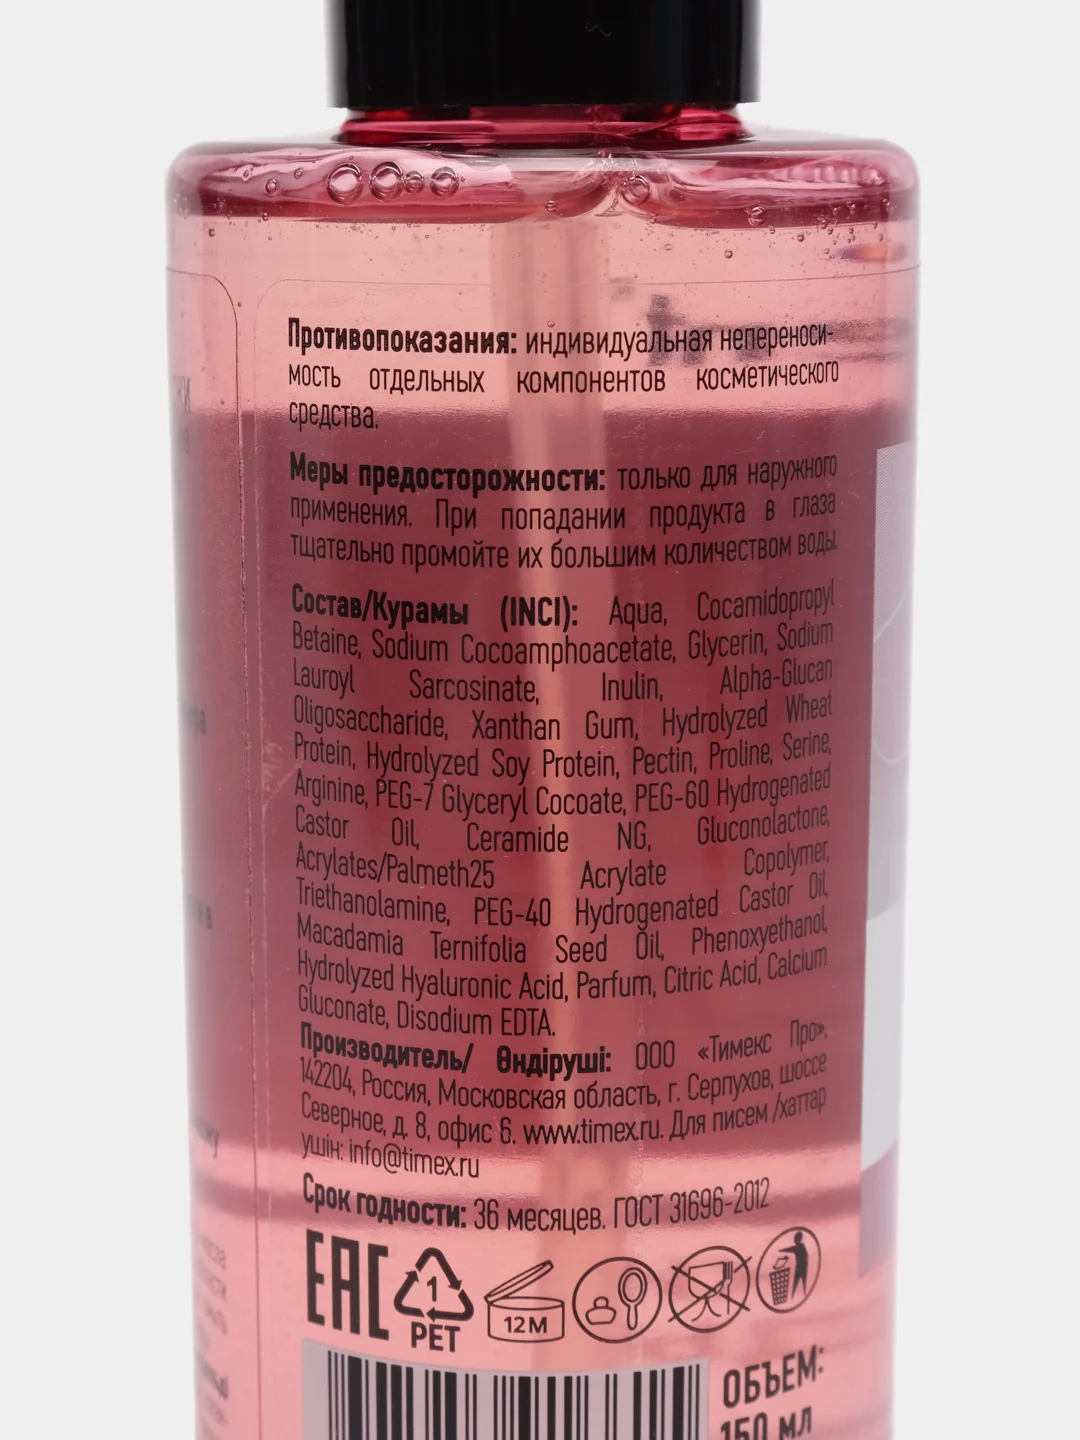 Противопоказания: индивидуальная непереноси-
мость отдельных компонентов косметического
средства.
Меры предосторожности: только для наружного
применения. При попадании продукта в глаза
тщательно промойте их большим количеством воды.
Состав/Курамы (INCI): Aqua, Cocamidopropyl
Betaine, Sodium Cocoamphoacetate, Glycerin, Sodium
Lauroyl Sarcosinate, Inulin, Alpha-Glucan
Oligosaccharide, Xanthan Gum, Hydrolyzed Wheat
Protein, Hydrolyzed Soy Protein, Pectin, Proline, Serine,
Arginine, PEG-7 Glyceryl Cocoate, PEG-60 Hydrogenated
Castor Oil, Ceramide NG, Gluconolactone,
Acrylates/Palmeth25 Acrylate Copolymer,
Triethanolamine, PEG-40 Hydrogenated Castor Oil,
Macadamia Ternifolia Seed Oil, Phenoxyethanol,
Hydrolyzed Hyaluronic Acid, Parfum, Citric Acid, Calcium
Gluconate, Disodium EDTA.
Производитель/ Өндіруші: ООО «Тимекс Про»,
142204, Россия, Московская область, г. Серпухов, шоссе
Северное, д. 8, офис 6. www.timex.ru. Для писем /хаттар
ушін: info@timex.ru
Срок годности: 36 месяцев. ГОСТ 31696-2012
ЕАС
1
PET
12M
ОБЪЕМ:
150 мл